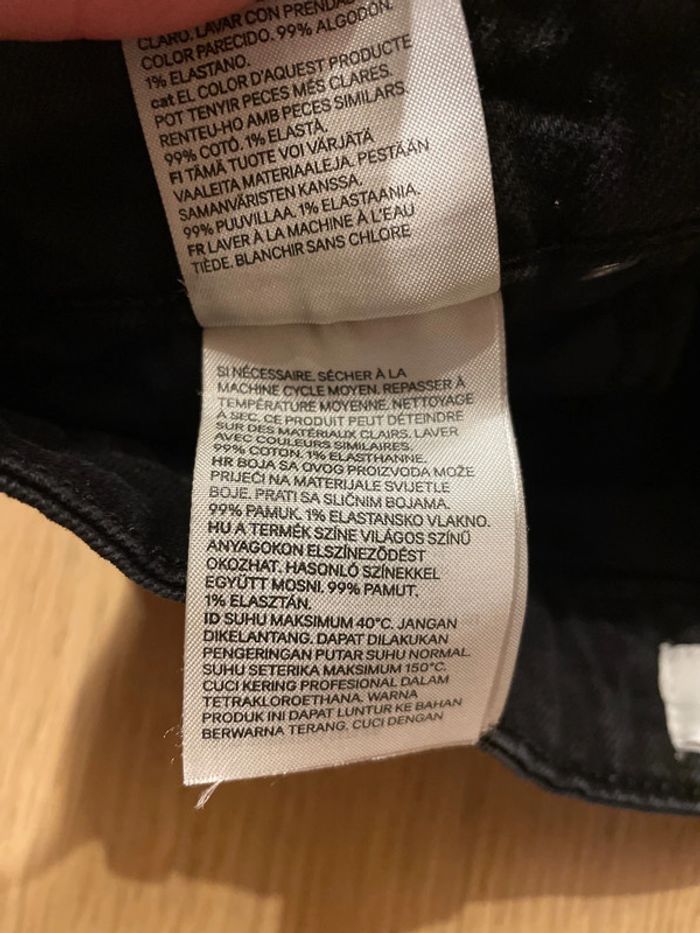 CLARO. LAVAR CON PRENDAS
COLOR PARECIDO. 99% ALGODÓN.
1% ELASTANO.
cat EL COLOR D'AQUEST PRODUCTE
POT TENYIR PECES MÉS CLARES.
RENTEU-HO AMB PECES SIMILARS.
99% COTÓ. 1% ELASTÀ.
FI TÄMÄ TUOTE VOI VÄRJÄTÄ
VAALEITA MATERIAALEJA. PESTÄÄN
SAMANVÄRISTEN KANSSA.
99% PUUVILLAA. 1% ELASTAANIA.
FR LAVER À LA MACHINE À L'EAU
TIÈDE. BLANCHIR SANS CHLORE
SI NÉCESSAIRE. SÉCHER À LA
MACHINE CYCLE MOYEN. REPASSER À
TEMPÉRATURE MOYENNE. NETTOYAGE
À SEC. CE PRODUIT PEUT DÉTEINDRE
SUR DES MATÉRIAUX CLAIRS. LAVER
AVEC COULEURS SIMILAIRES.
99% COTON. 1% ELASTHANNE.
HR BOJA SA OVOG PROIZVODA MOŽE
PRIJEĆI NA MATERIJALE SVIJETLE
BOJE. PRATI SA SLIČNIM BOJAMA.
99% PAMUK. 1% ELASTANSKO VLAKNO.
HU A TERMÉK SZÍNE VILÁGOS SZÍNŰ
ANYAGOKON ELSZÍNEZŐDÉST
OKOZHAT. HASONLÓ SZÍNEKKEL
EGYÜTT MOSNI. 99% PAMUT.
1% ELASZTÁN.
ID SUHU MAKSIMUM 40°C. JANGAN
DIKELANTANG. DAPAT DILAKUKAN
PENGERINGAN PUTAR SUHU NORMAL.
SUHU SETERIKA MAKSIMUM 150°C.
CUCI KERING PROFESIONAL DALAM
TETRAKLOROETHANA. WARNA
PRODUK INI DAPAT LUNTUR KE BAHAN
BERWARNA TERANG. CUCI DENGAN